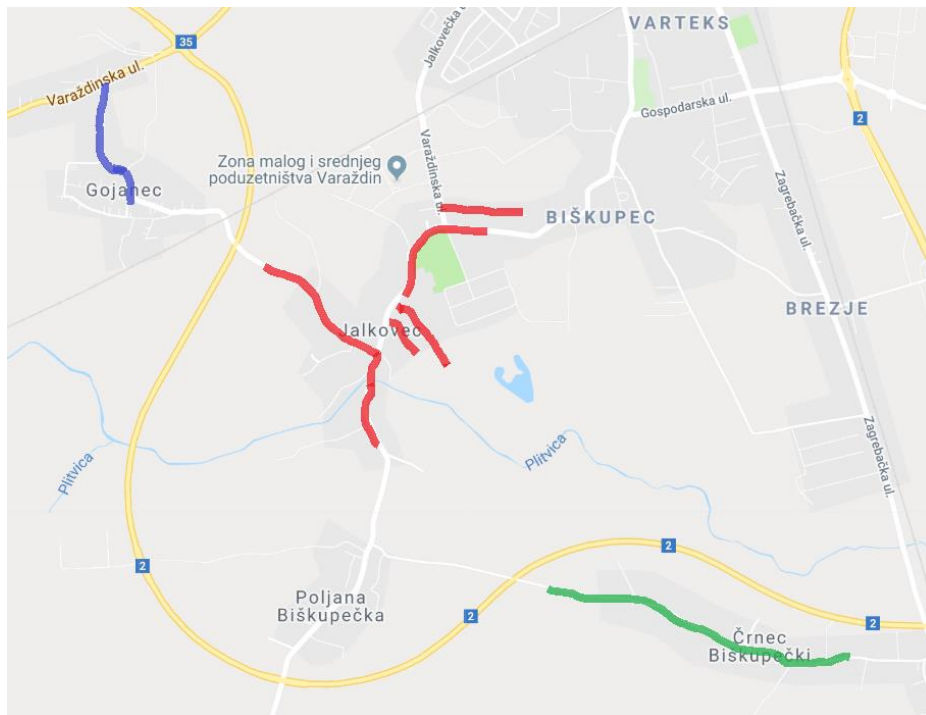 VARTEKS
Jalkovečka ul.
35
Varaždinska ul.
Gospodarska ul.
2
Zona malog i srednjeg
poduzetništva Varaždin
Varaždinska ul.
Zagrebačka ul.
Gojanec
BIŠKUPEC
BREZJE
Jalkovec
Zagrebačka ul.
Plitvica
Plitvica
2
2
Poljana
Biškupečka
2
2
Črnec
Biškupečki